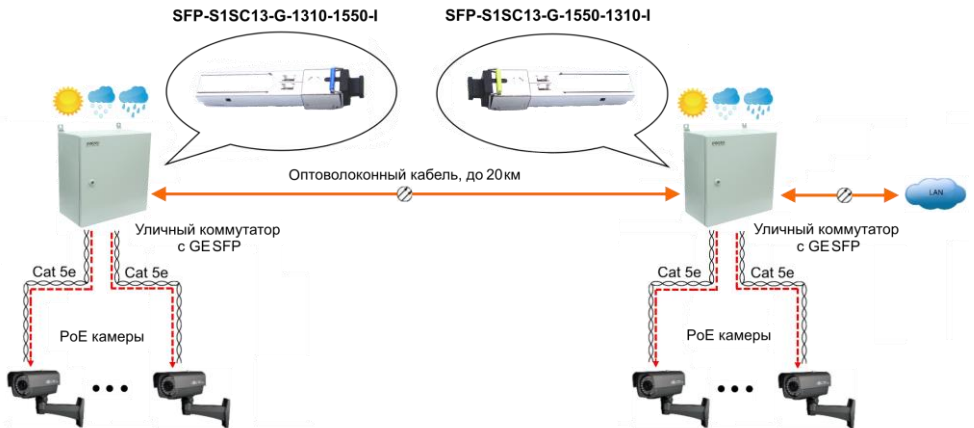 SFP-S1SC13-G-1310-1550-I
SFP-S1SC13-G-1550-1310-I
Оптоволоконный кабель, до 20км
LAN
Уличный коммутатор
с GE SFP
Уличный коммутатор
с GE SFP
Cat 5e
Cat 5e
Cat 5e
Cat 5e
PoE камеры
PoE камеры